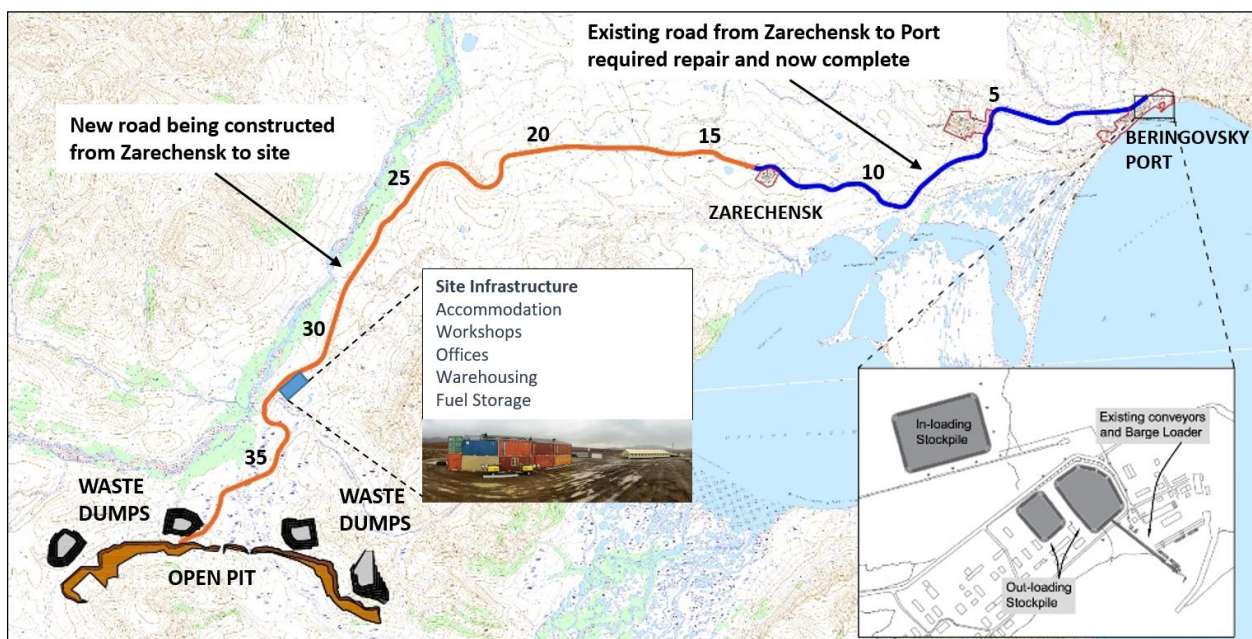 Existing road from Zarechensk to Port
required repair and now complete
New road being constructed
from Zarechensk to site
5
10
15
20
25
30
35
BERINGOVSKY
PORT
ZARECHENSK
Site Infrastructure
Accommodation
Workshops
Offices
Warehousing
Fuel Storage
WASTE
DUMPS
WASTE
DUMPS
OPEN PIT
In-loading
Stockpile
Existing conveyors
and Barge Loader
Out-loading
Stockpile